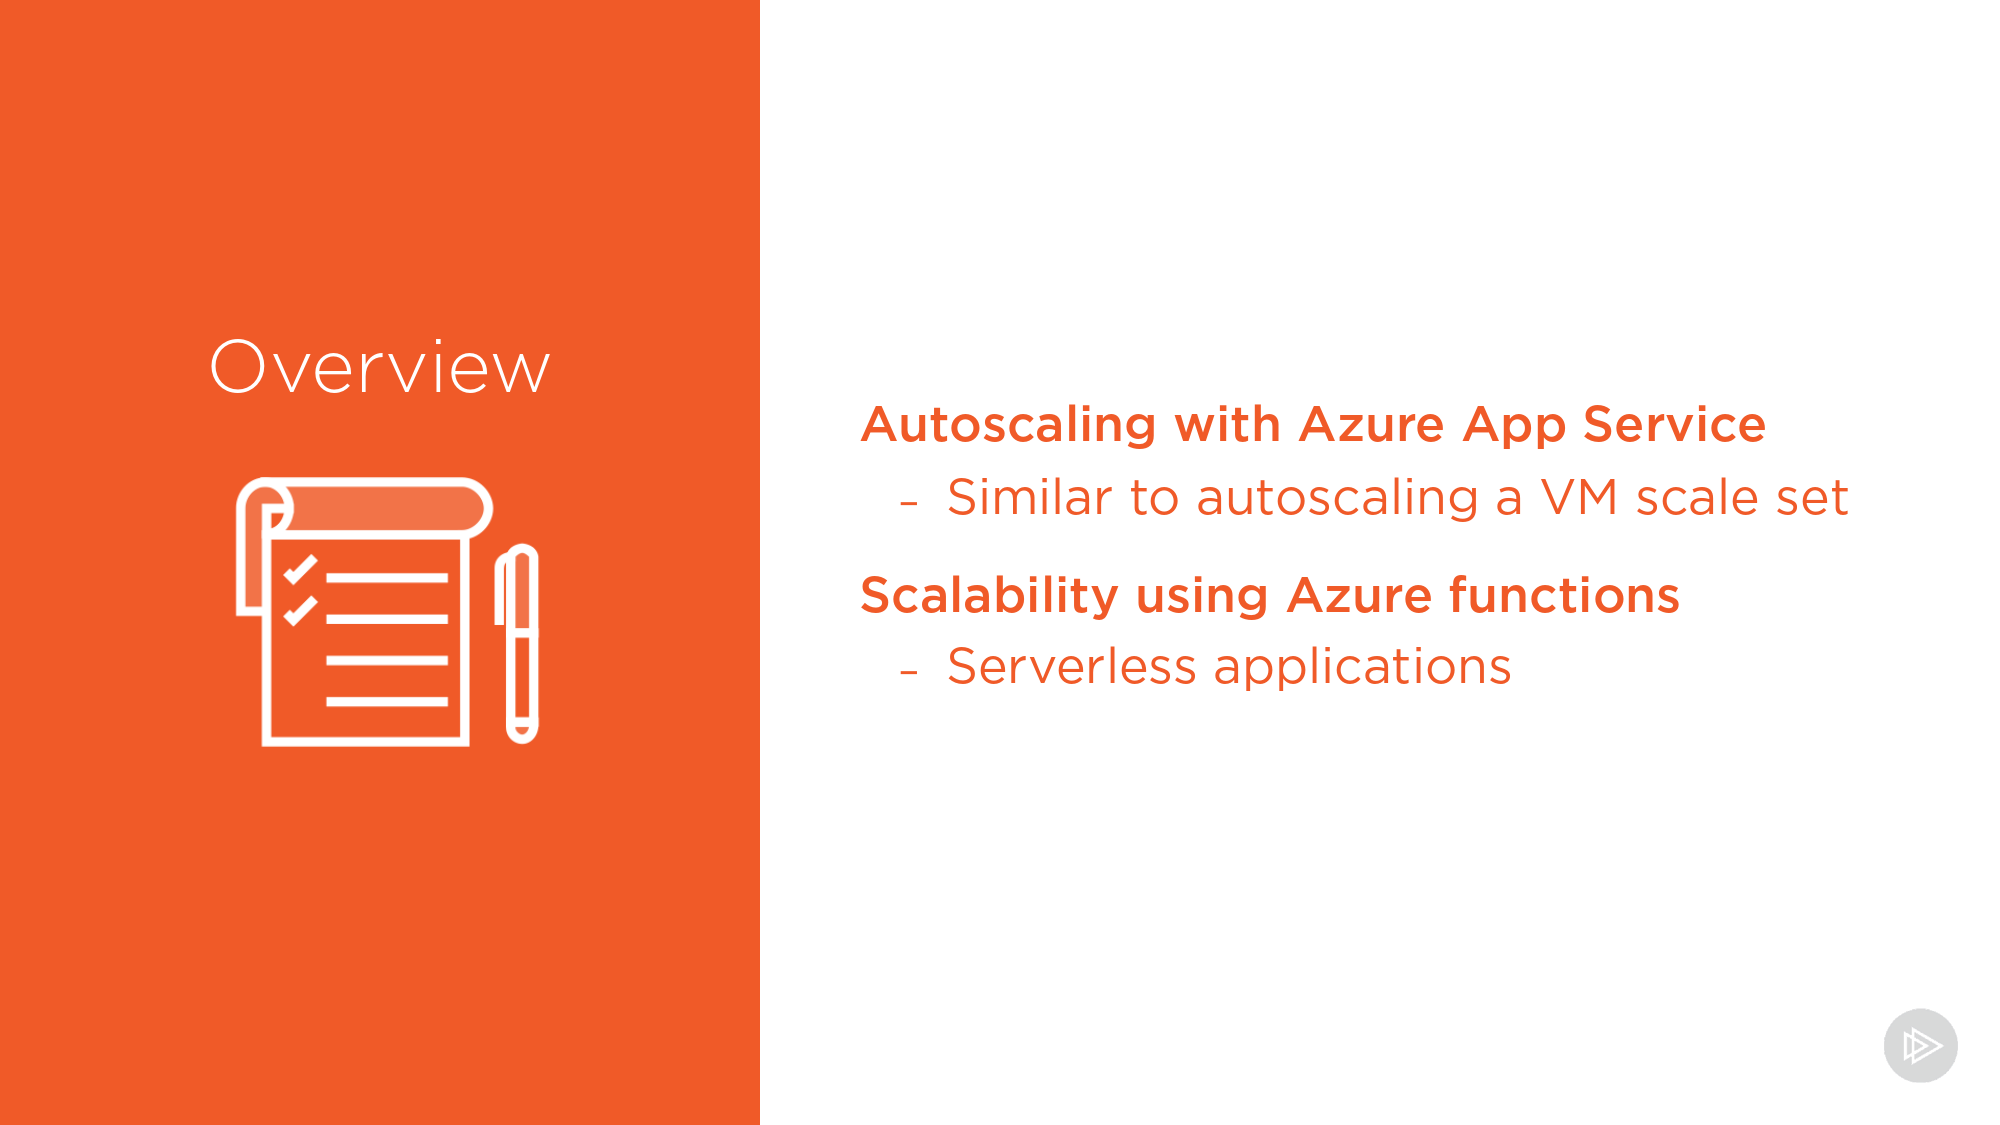 Overview
Autoscaling with Azure App Service
– Similar to autoscaling a VM scale set
Scalability using Azure functions
– Serverless applications